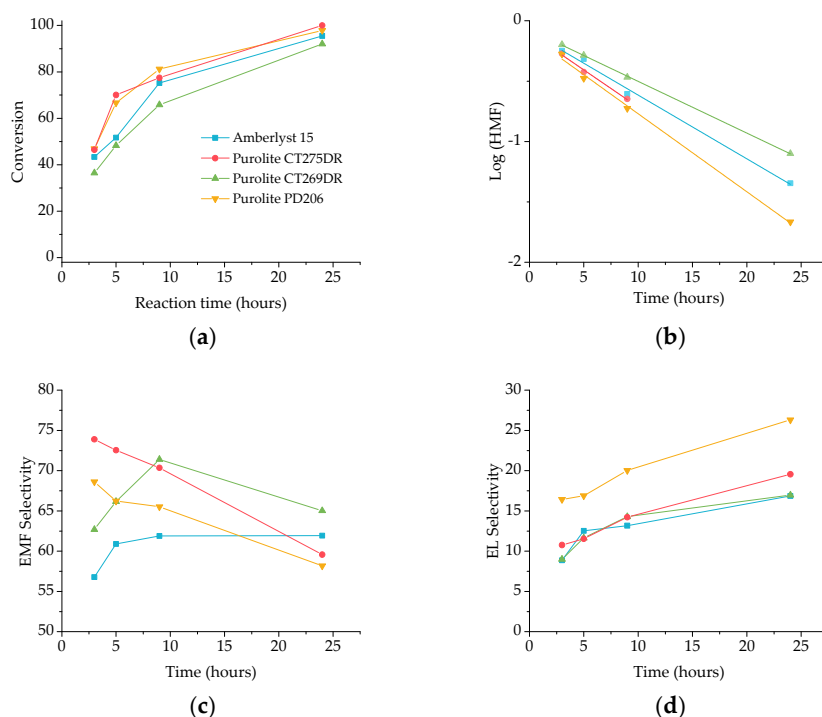 100
80
60
40
20
0
Conversion
Amberlyst 15
Purolite CT275DR
Purolite CT269DR
Purolite PD206
0 5 10 15 20 25
Reaction time (hours)
(a)
-0
-1
-2
Log (HMF)
0 5 10 15 20 25
Time (hours)
(b)
80
75
70
65
60
55
50
EMF Selectivity
0 5 10 15 20 25
Time (hours)
(c)
30
25
20
15
10
5
0
EL Selectivity
0 5 10 15 20 25
Time (hours)
(d)